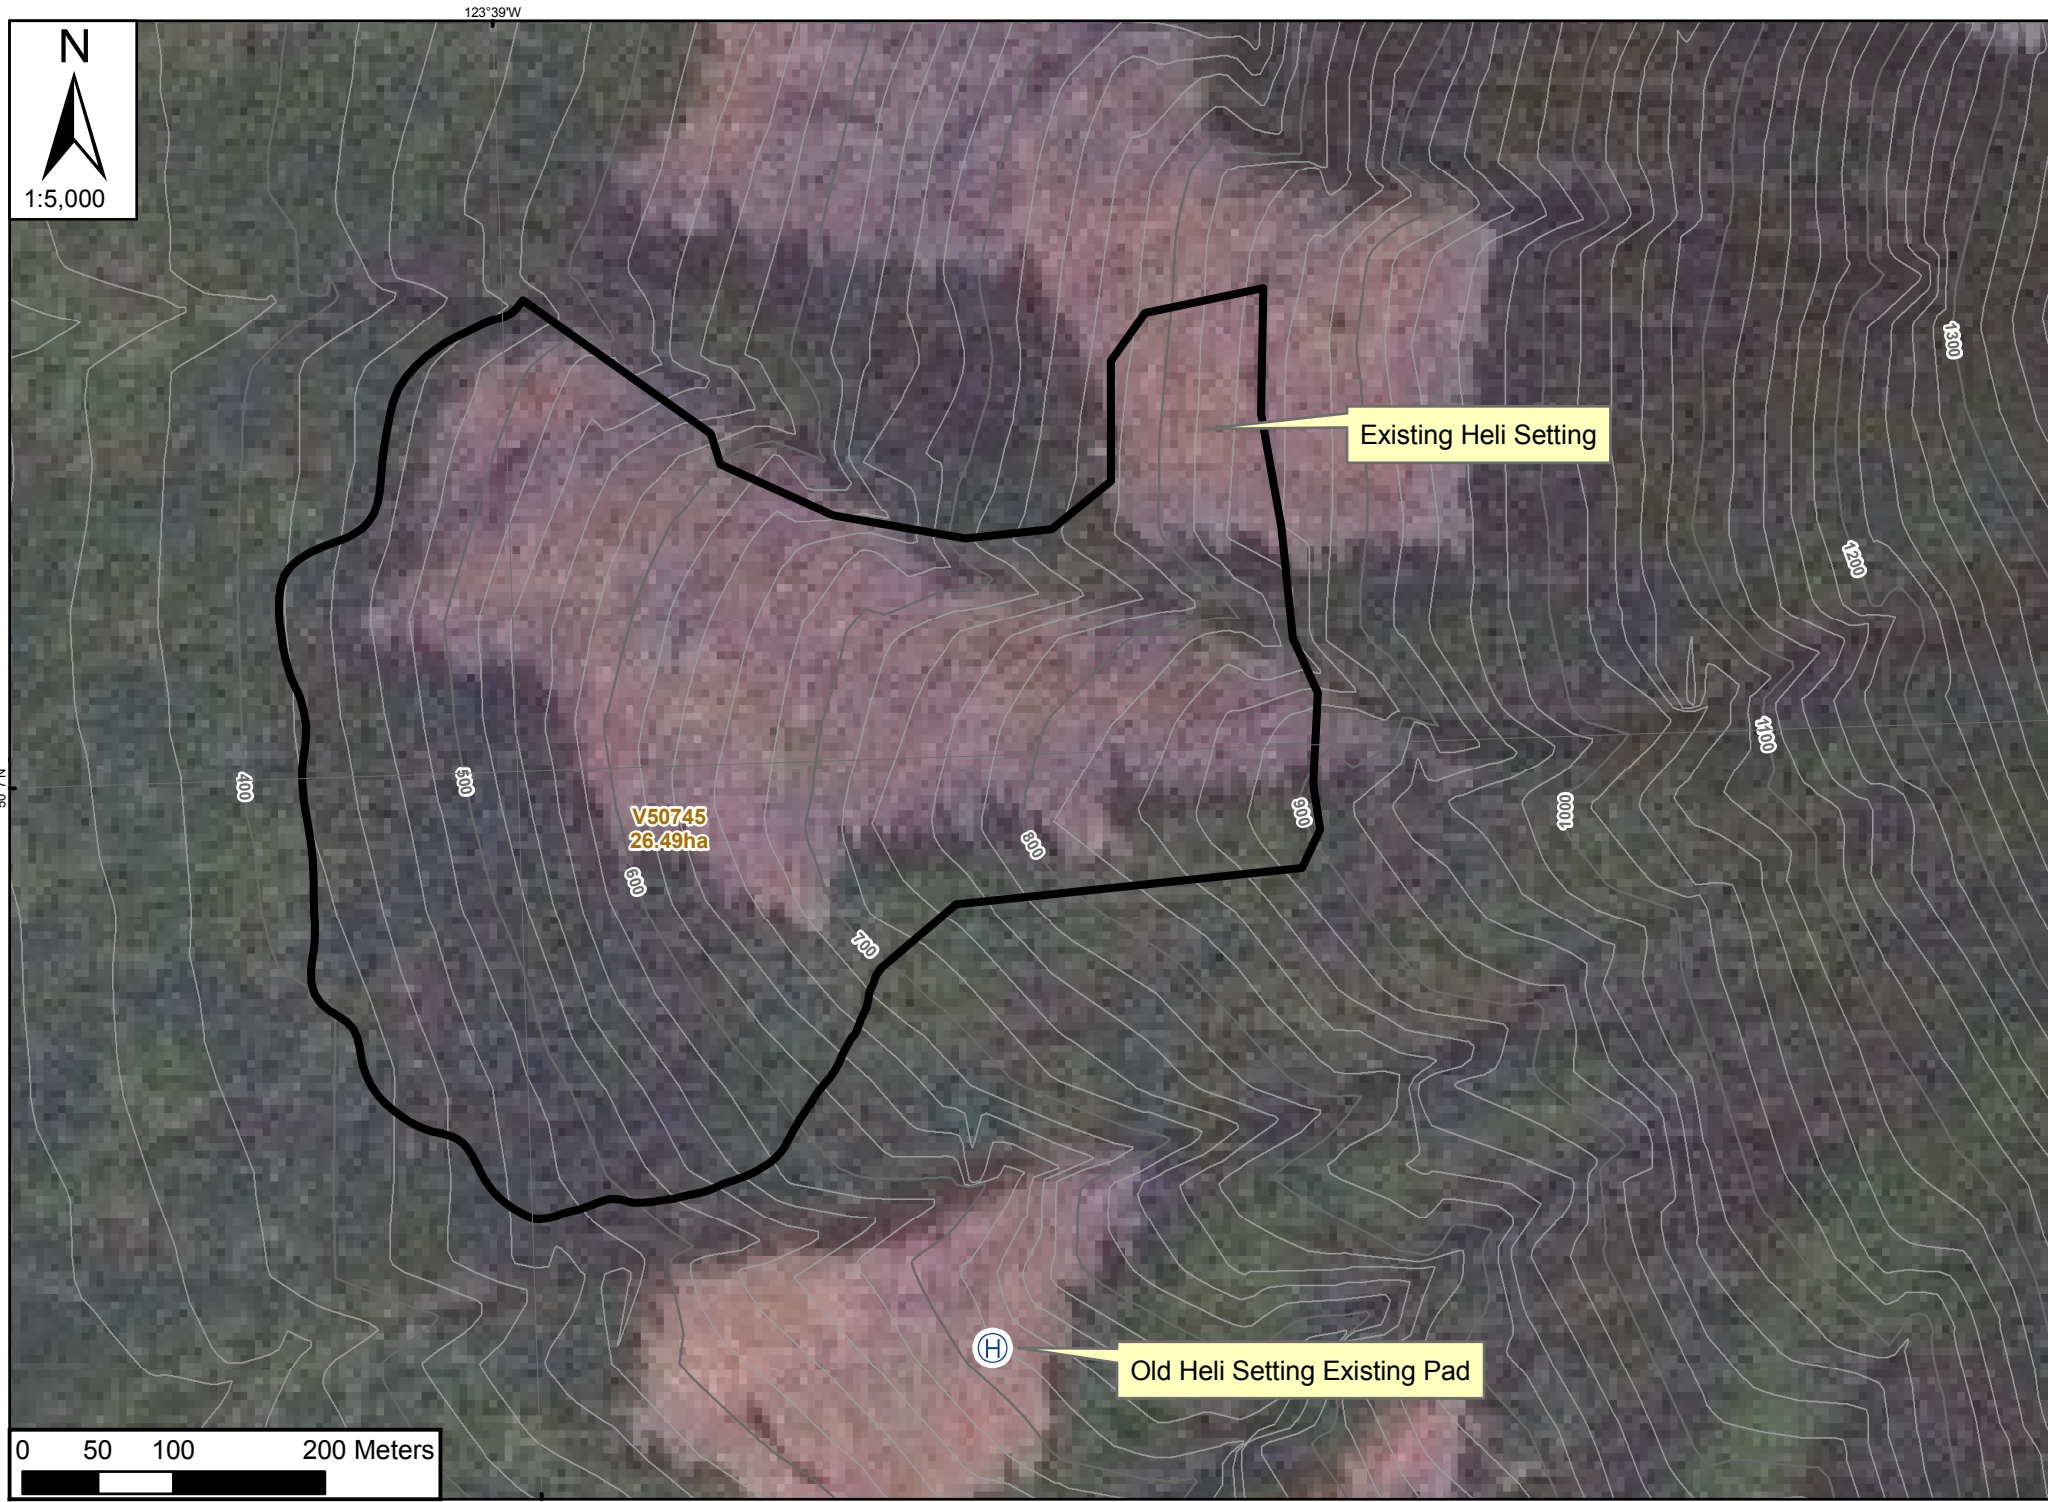 123°39'W
N
1:5,000
1300
Existing Heli Setting
1200
1100
400
500
V50745
26.49ha
900
1000
800
600
700
H
Old Heli Setting Existing Pad
0 50 100 200 Meters